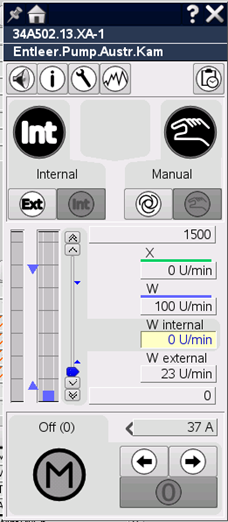 ?
34A502.13.XA-1
Entleer.Pump.Austr.Kam
i
Int
Internal
Manual
Ext
Int
1500
X
0 U/min
W
100 U/min
W internal
0 U/min
W external
23 U/min
0
Off (0)
37 A
M
0